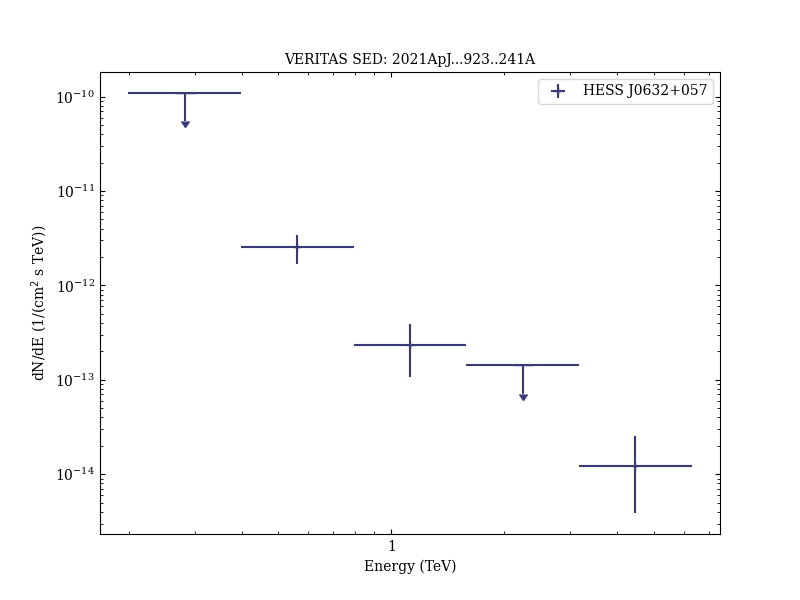 VERITAS SED: 2021ApJ...923..241A
HESS J0632+057
10⁻¹⁰
10⁻¹¹
10⁻¹²
10⁻¹³
10⁻¹⁴
dN/dE (1/(cm² s TeV))
1
Energy (TeV)